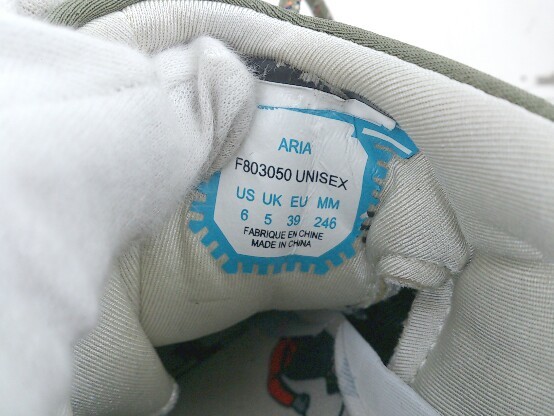 ARIA
F803050 UNISEX
US UK EU MM
6 5 39 246
FABRIQUE EN CHINE
MADE IN CHINA